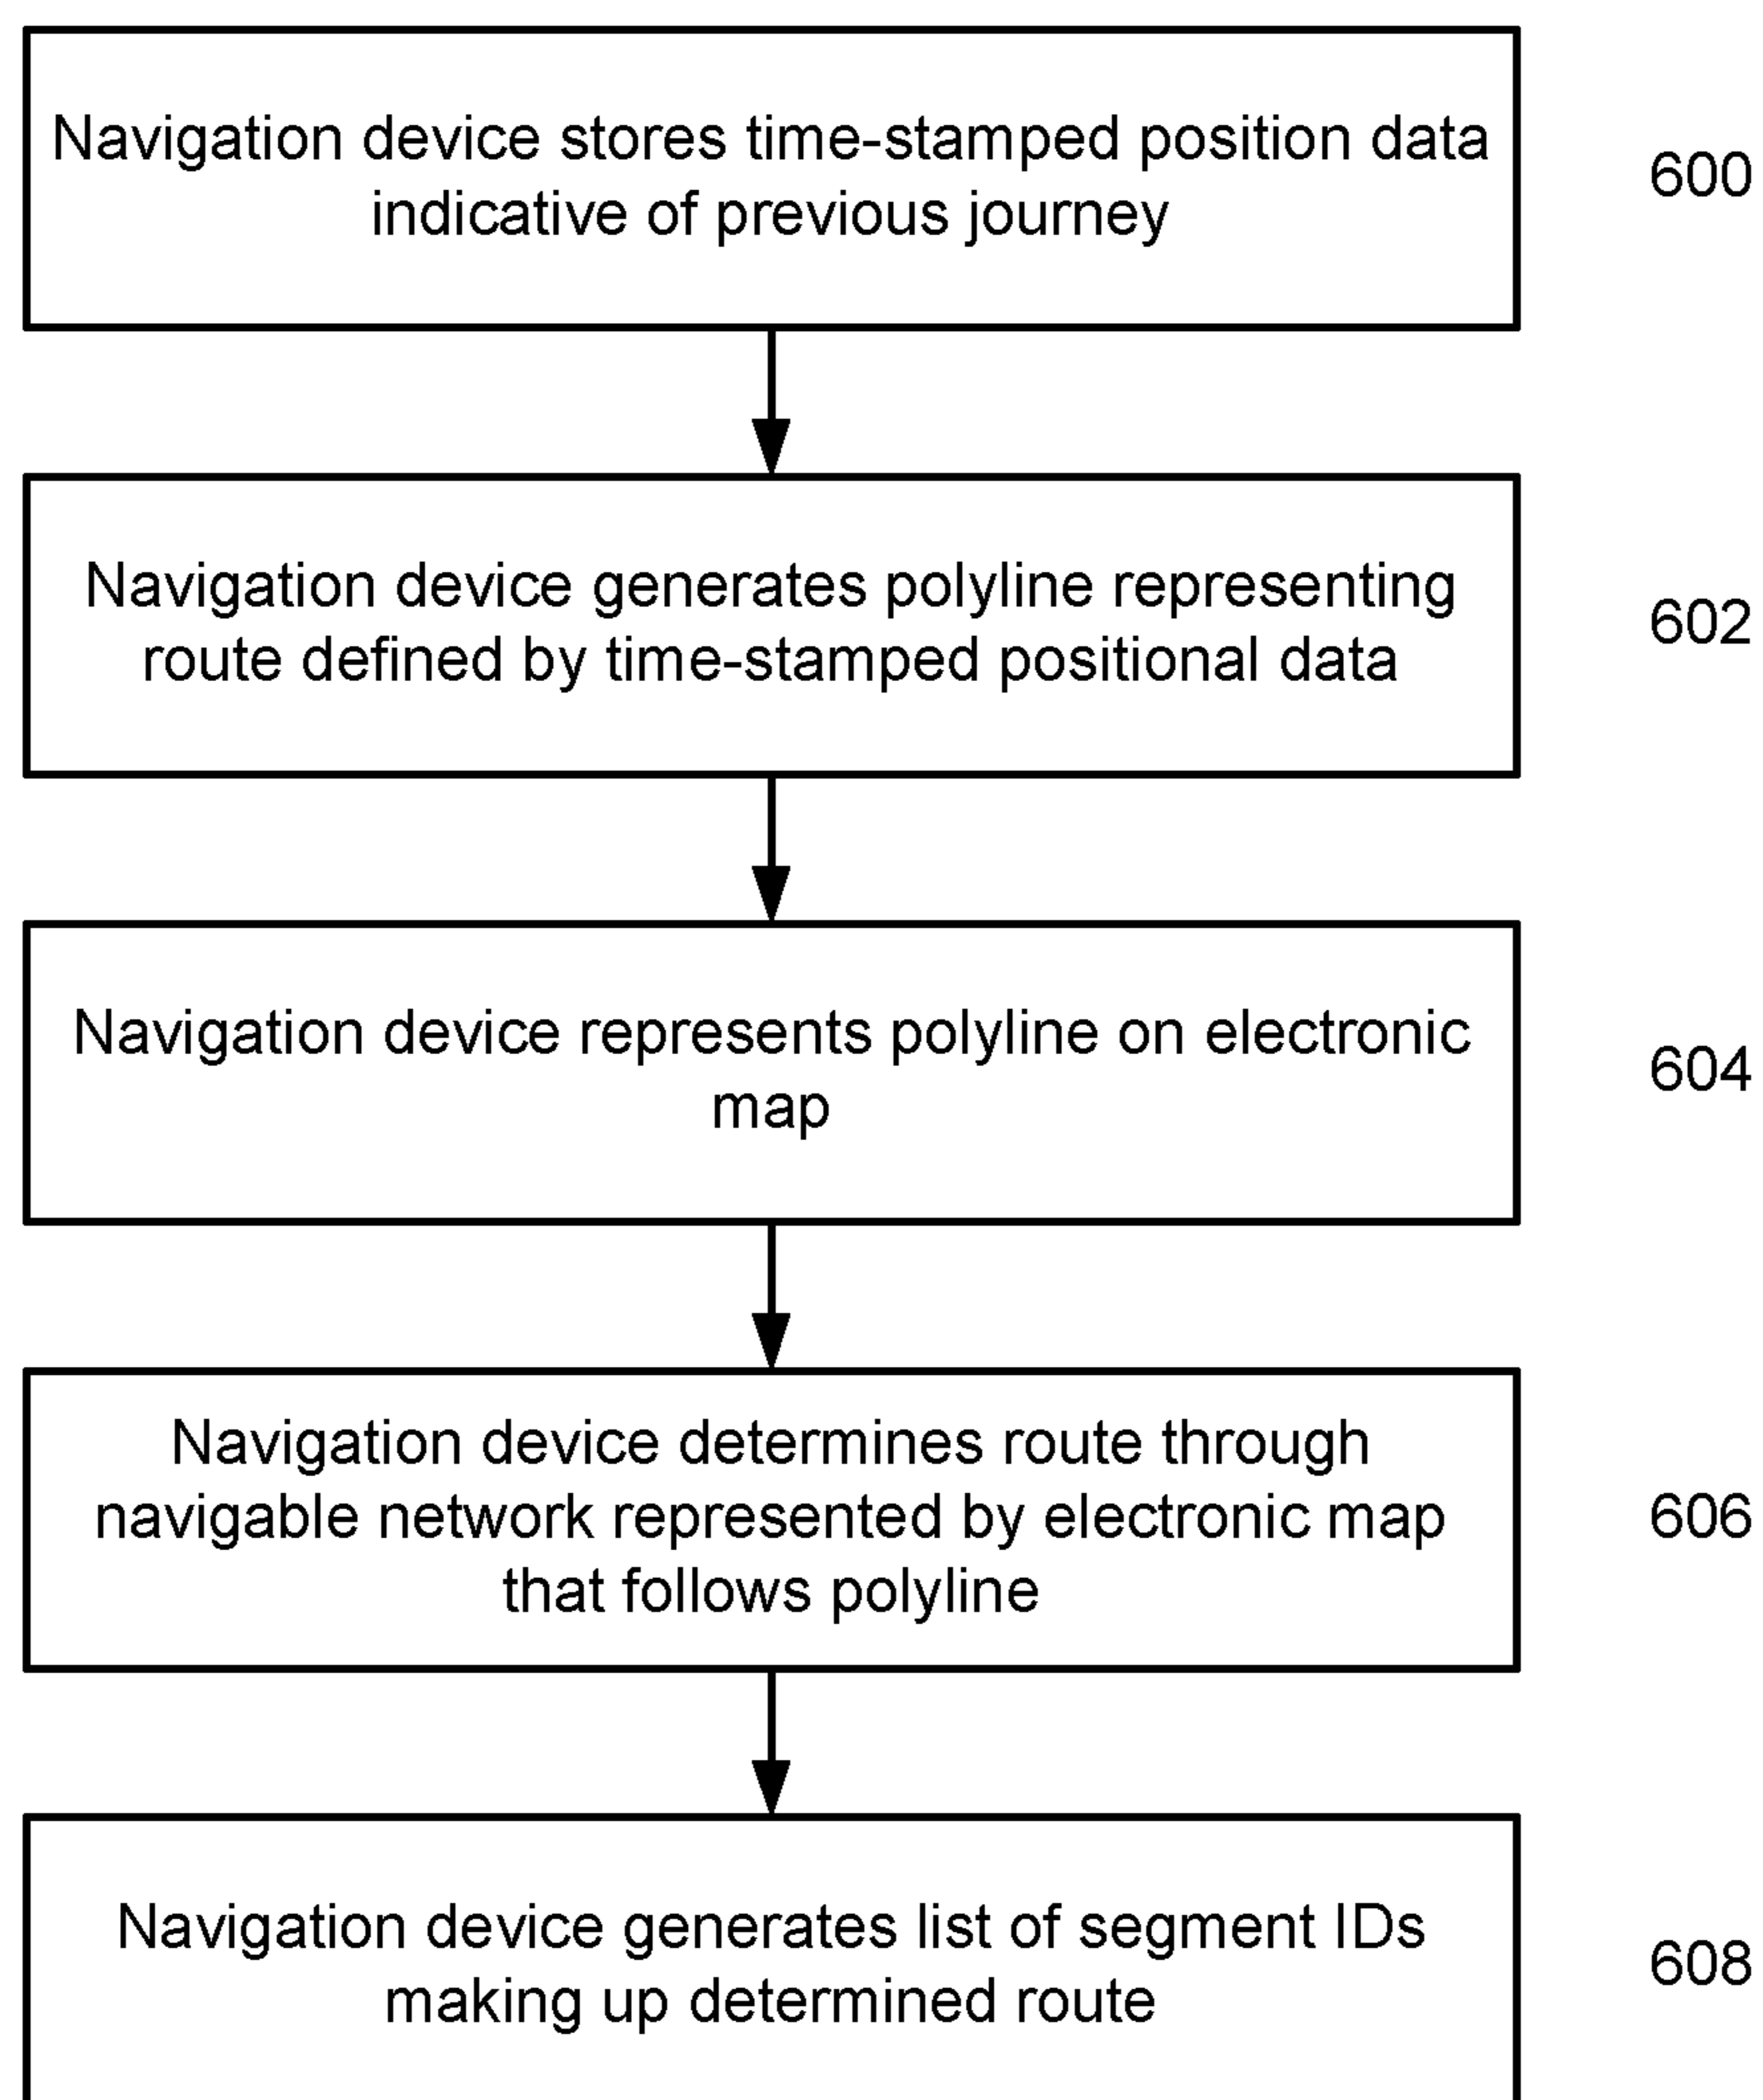 Navigation device stores time-stamped position data
indicative of previous journey
600
Navigation device generates polyline representing
route defined by time-stamped positional data
602
Navigation device represents polyline on electronic
map
604
Navigation device determines route through
navigable network represented by electronic map
that follows polyline
606
Navigation device generates list of segment IDs
making up determined route
608